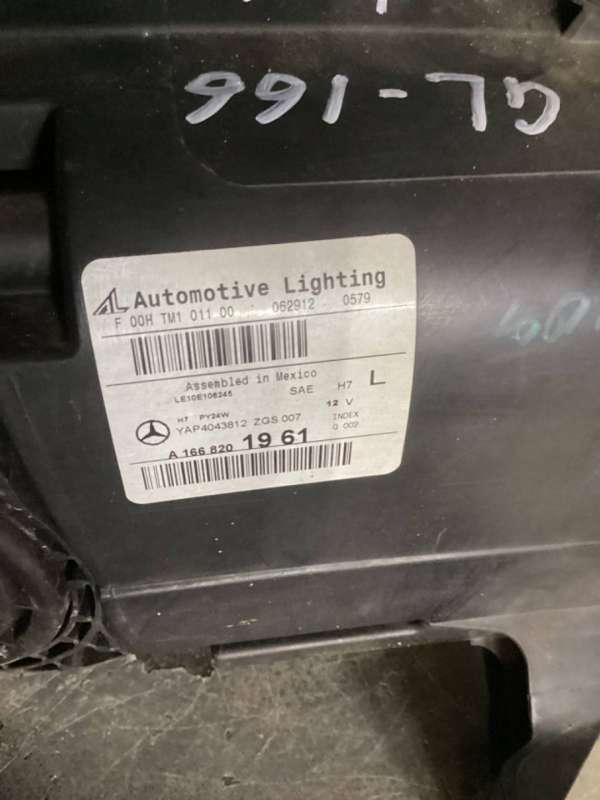 GL-166
AL Automotive Lighting
F 00H TM1 011 00 062912 0579
Assembled in Mexico
LE10E106245 SAE H7 L
H7 PY24W 12 V
YAP4043812 ZGS 007 INDEX
A 166 820 19 61 Q 002